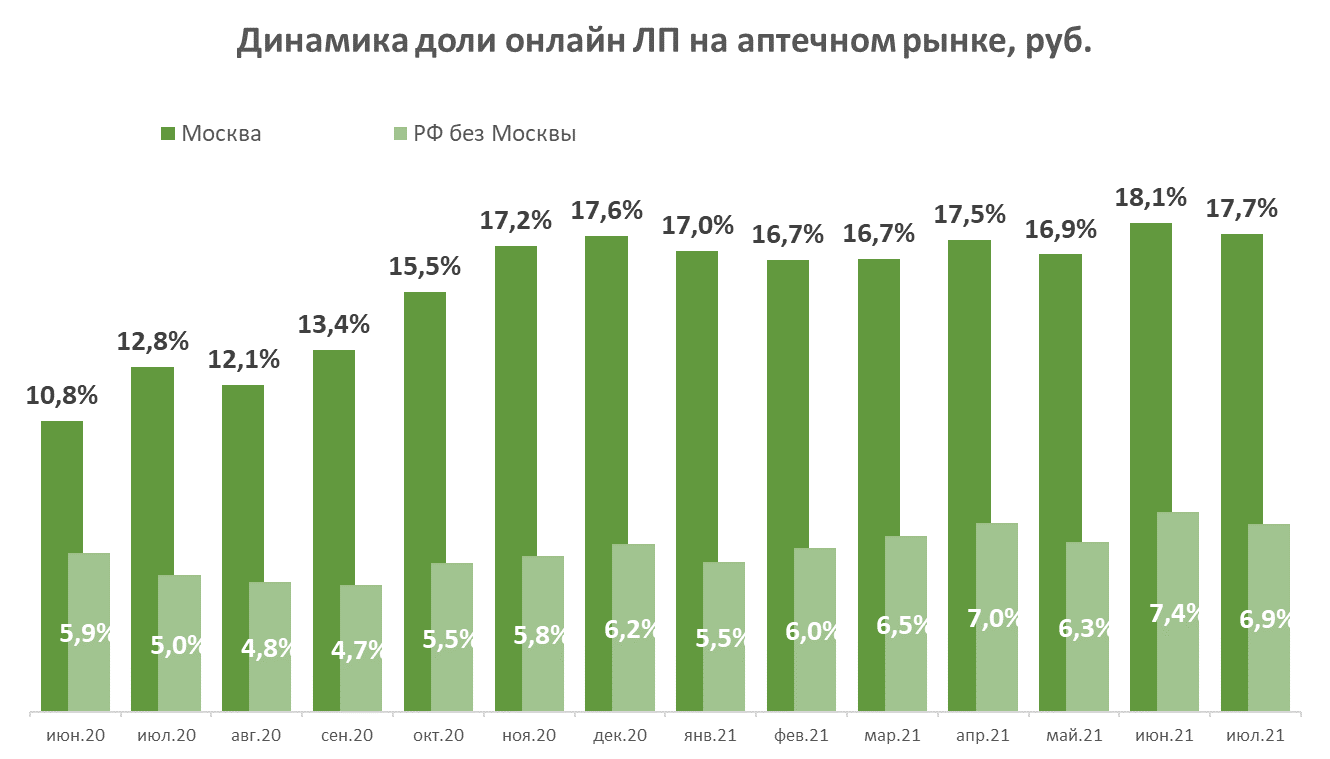 Динамика доли онлайн ЛП на аптечном рынке, руб.
Москва РФ без Москвы
10,8% 12,8% 12,1% 13,4% 15,5% 17,2% 17,6% 17,0% 16,7% 16,7% 17,5% 16,9% 18,1% 17,7%
5,9% 5,0% 4,8% 4,7% 5,5% 5,8% 6,2% 5,5% 6,0% 6,5% 7,0% 6,3% 7,4% 6,9%
июн.20 июл.20 авг.20 сен.20 окт.20 ноя.20 дек.20 янв.21 фев.21 мар.21 апр.21 май.21 июн.21 июл.21